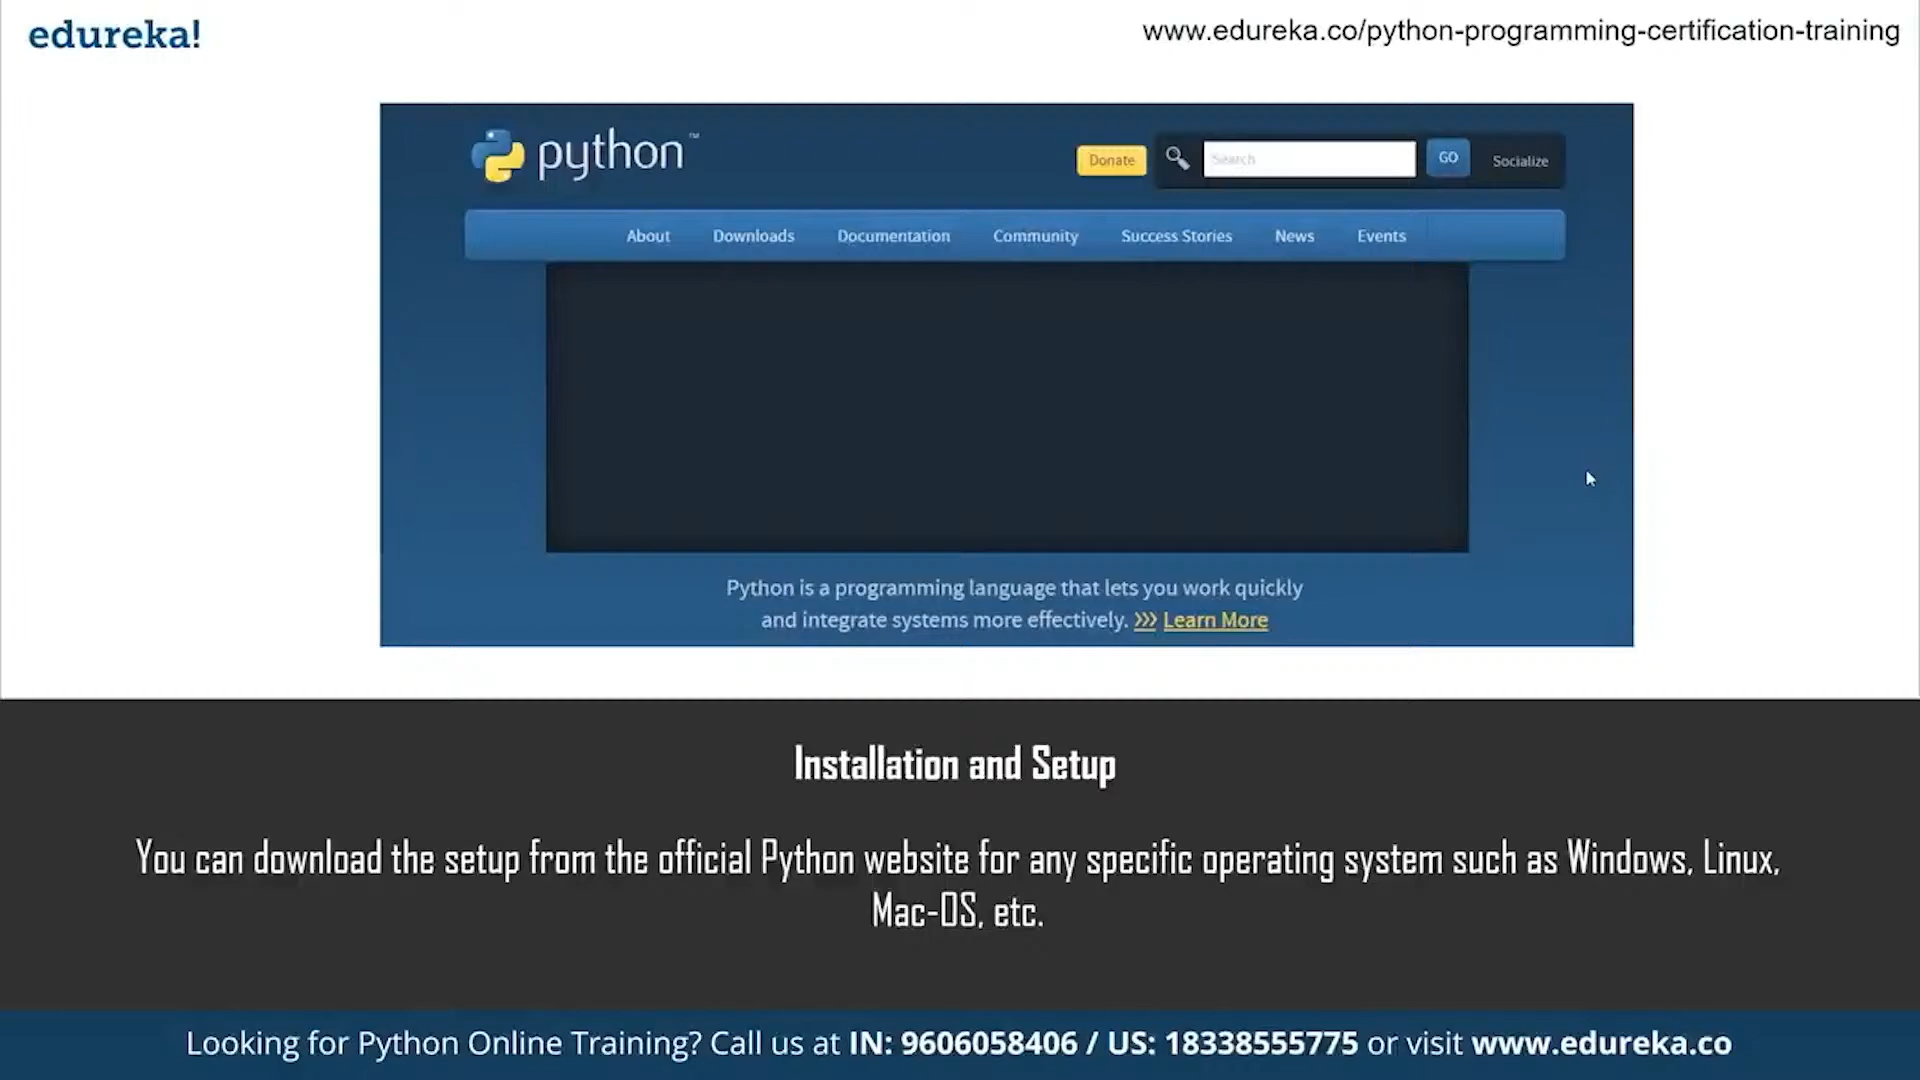 edureka!
www.edureka.co/python-programming-certification-training
python™
Donate
Search
GO
Socialize
About
Downloads
Documentation
Community
Success Stories
News
Events
Python is a programming language that lets you work quickly
and integrate systems more effectively. >>> Learn More
Installation and Setup
You can download the setup from the official Python website for any specific operating system such as Windows, Linux,
Mac-OS, etc.
Looking for Python Online Training? Call us at IN: 9606058406 / US: 18338555775 or visit www.edureka.co